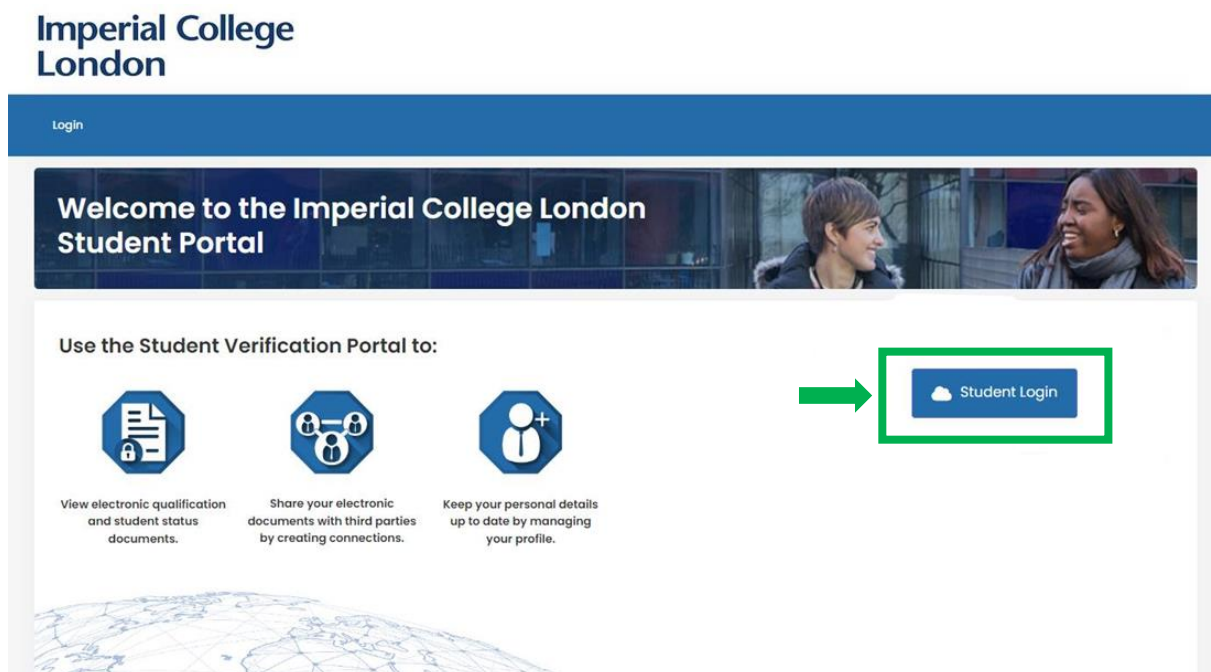 Imperial College
London
Login
Welcome to the Imperial College London
Student Portal
Use the Student Verification Portal to:
Student Login
View electronic qualification
and student status
documents.
Share your electronic
documents with third parties
by creating connections.
Keep your personal details
up to date by managing
your profile.